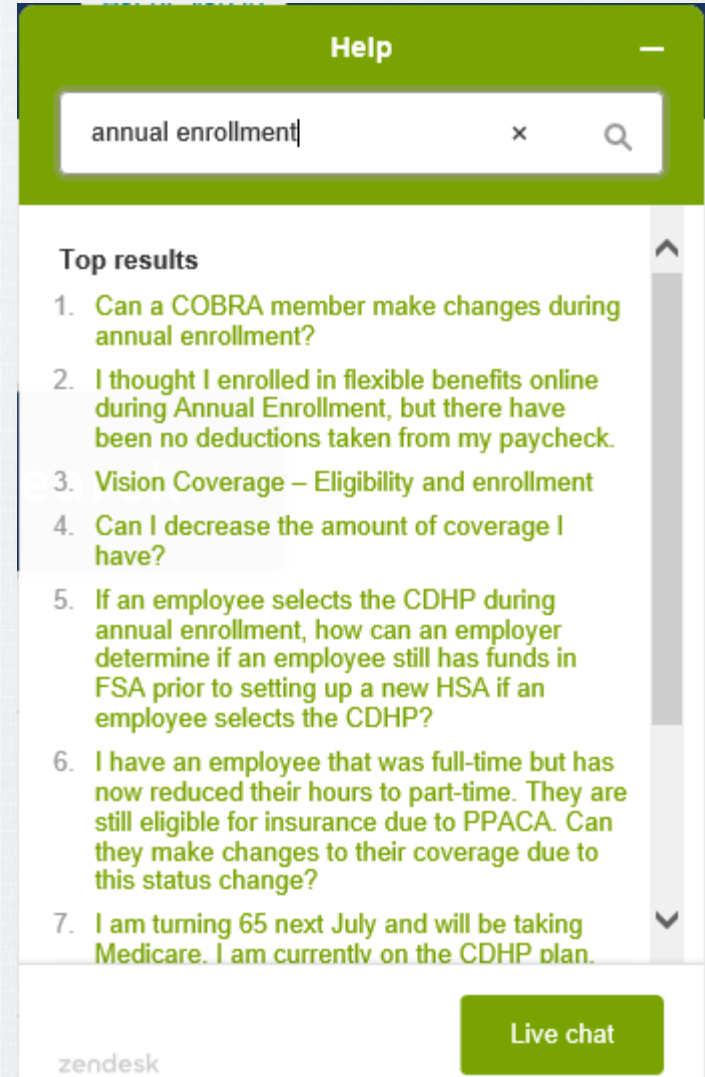 Help
annual enrollment
Top results
1. Can a COBRA member make changes during
annual enrollment?
2. I thought I enrolled in flexible benefits online
during Annual Enrollment, but there have
been no deductions taken from my paycheck.
3. Vision Coverage – Eligibility and enrollment
4. Can I decrease the amount of coverage I
have?
5. If an employee selects the CDHP during
annual enrollment, how can an employer
determine if an employee still has funds in
FSA prior to setting up a new HSA if an
employee selects the CDHP?
6. I have an employee that was full-time but has
now reduced their hours to part-time. They are
still eligible for insurance due to PPACA. Can
they make changes to their coverage due to
this status change?
7. I am turning 65 next July and will be taking
Medicare. I am currently on the CDHP plan.
Live chat
zendesk